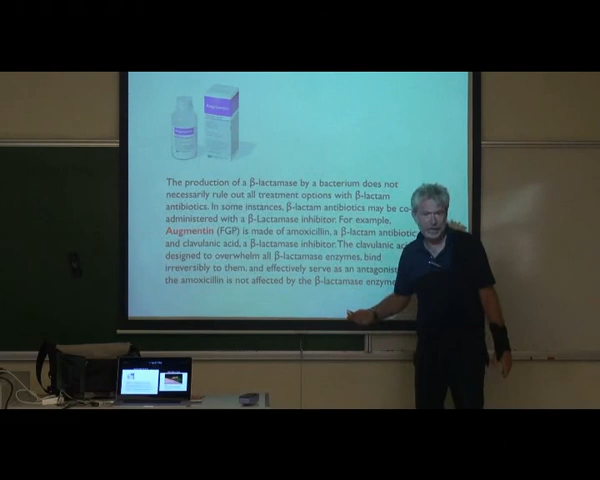 Augmentin
The production of a β-lactamase by a bacterium does not
necessarily rule out all treatment options with β-lactam
antibiotics. In some instances, β-lactam antibiotics may be co-
administered with a β-Lactamase inhibitor. For example,
Augmentin (FGP) is made of amoxicillin, a β-lactam antibiotic
and clavulanic acid, a β-lactamase inhibitor. The clavulanic
designed to overwhelm all β-lactamase enzymes, bind
irreversibly to them, and effectively serve as an antagonist
the amoxicillin is not affected by the β-lactamase enzyme